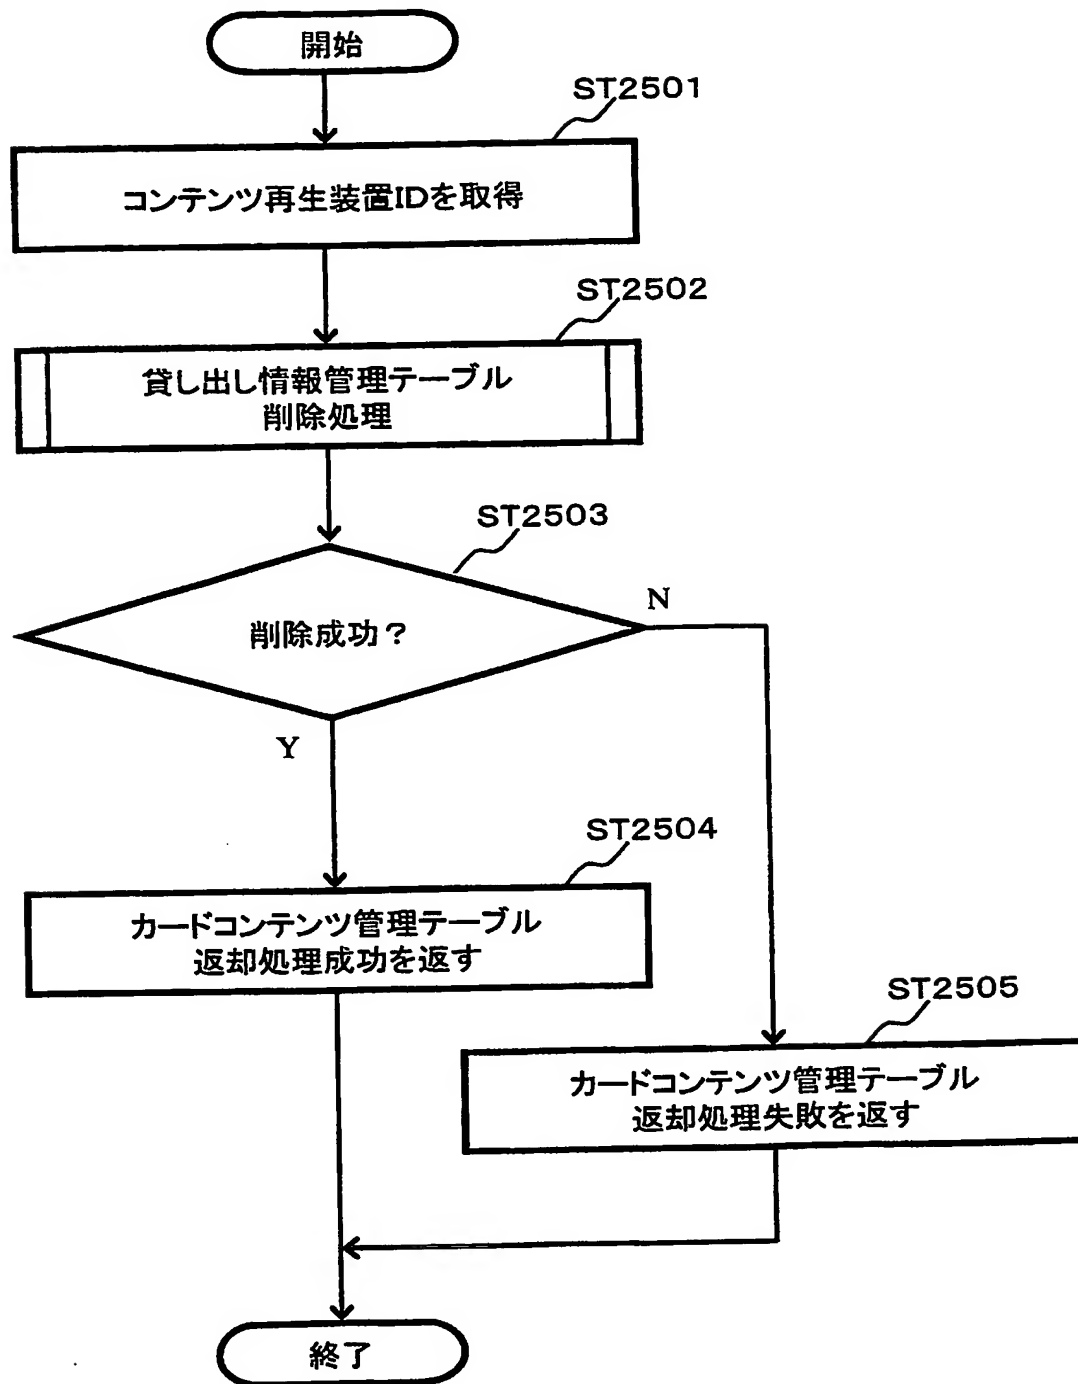 開始
ST2501
コンテンツ再生装置IDを取得
ST2502
貸し出し情報管理テーブル
削除処理
ST2503
削除成功？
N
Y
ST2504
カードコンテンツ管理テーブル
返却処理成功を返す
ST2505
カードコンテンツ管理テーブル
返却処理失敗を返す
終了